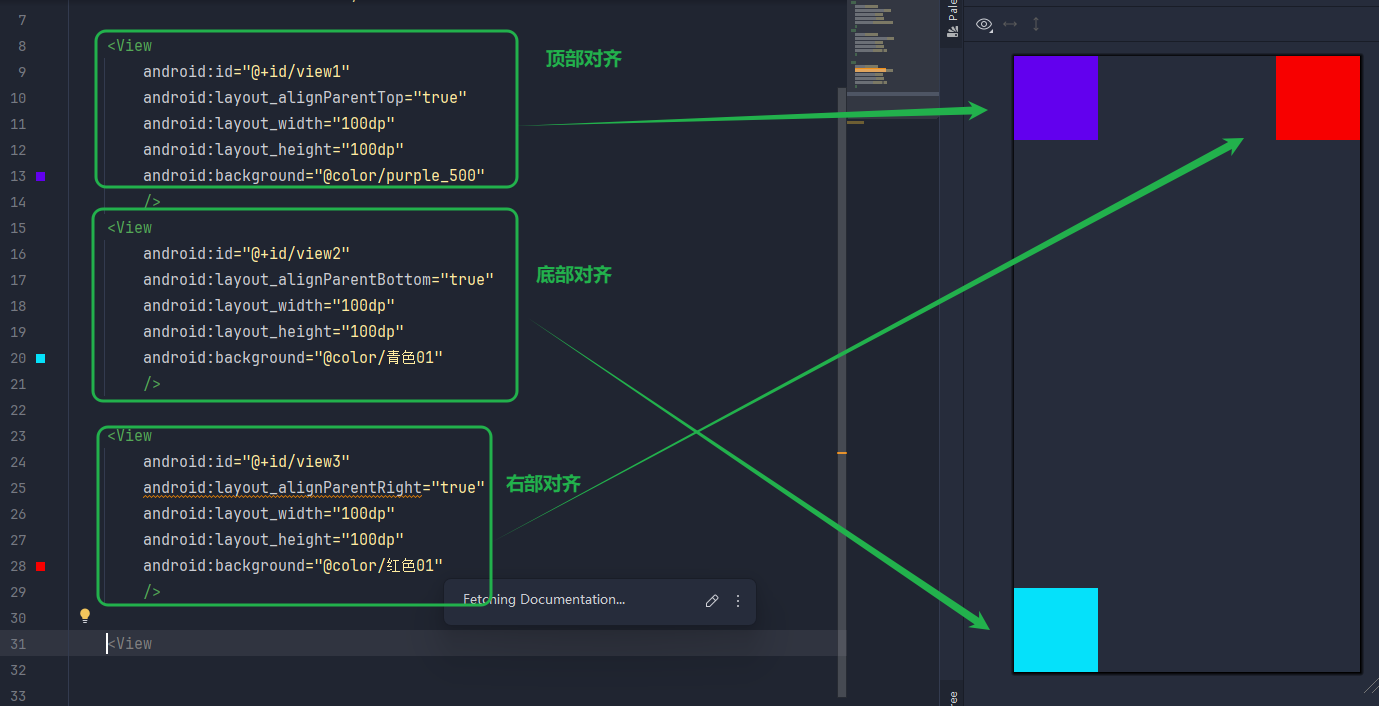 7
8 <View
9 android:id="@+id/view1"
10 android:layout_alignParentTop="true"
11 android:layout_width="100dp"
12 android:layout_height="100dp"
13 android:background="@color/purple_500"
14 />
15 <View
16 android:id="@+id/view2"
17 android:layout_alignParentBottom="true"
18 android:layout_width="100dp"
19 android:layout_height="100dp"
20 android:background="@color/青色01"
21 />
22
23 <View
24 android:id="@+id/view3"
25 android:layout_alignParentRight="true"
26 android:layout_width="100dp"
27 android:layout_height="100dp"
28 android:background="@color/红色01"
29 />
30
31 <View
32
33
顶部对齐
底部对齐
右部对齐
Fetching Documentation...